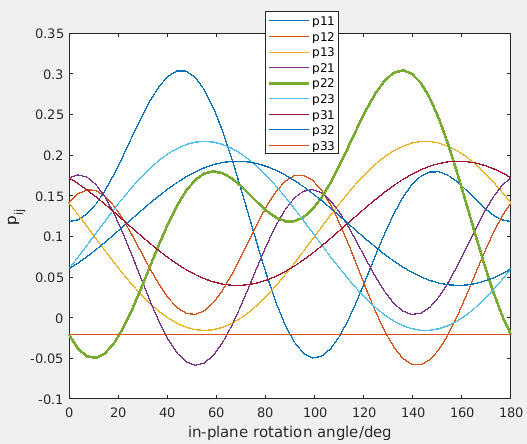 p11
p12
p13
p21
p22
p23
p31
p32
p33
0.35
0.3
0.25
0.2
0.15
0.1
0.05
0
-0.05
-0.1
pij
0 20 40 60 80 100 120 140 160 180
in-plane rotation angle/deg